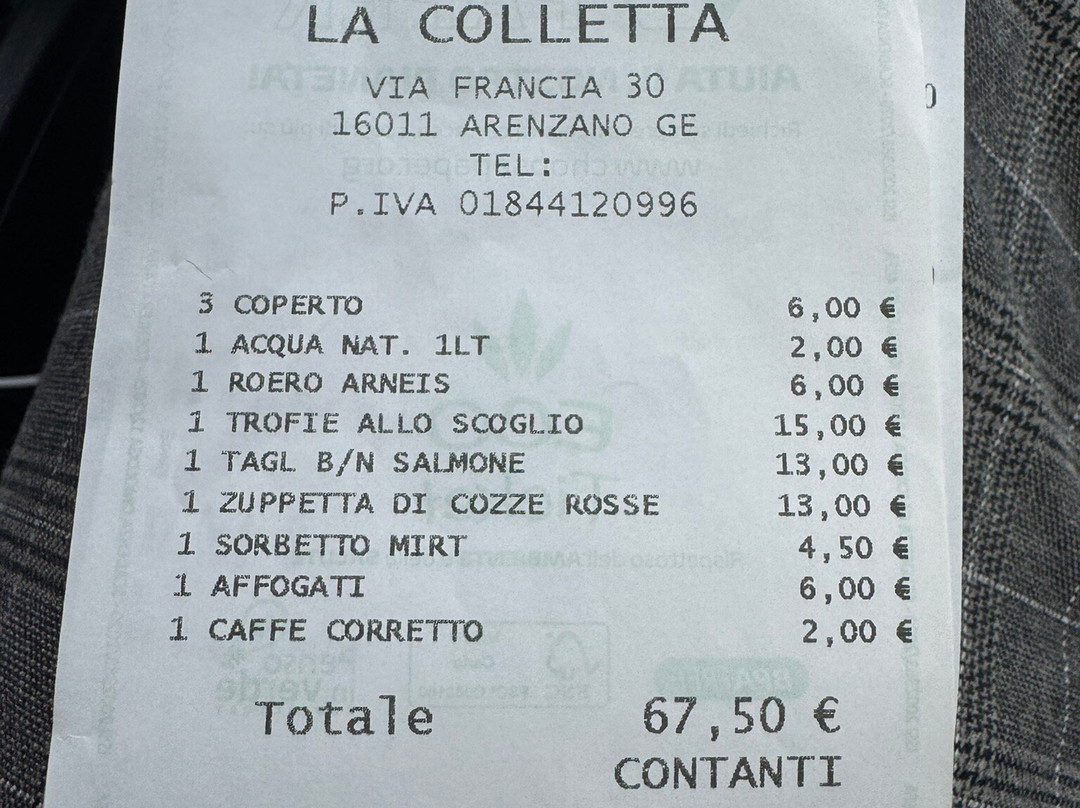 LA COLLETTA
VIA FRANCIA 30
16011 ARENZANO GE
TEL:
P.IVA 01844120996
3 COPERTO 6,00 €
1 ACQUA NAT. 1LT 2,00 €
1 ROERO ARNEIS 6,00 €
1 TROFIE ALLO SCOGLIO 15,00 €
1 TAGL B/N SALMONE 13,00 €
1 ZUPPETTA DI COZZE ROSSE 13,00 €
1 SORBETTO MIRT 4,50 €
1 AFFOGATI 6,00 €
1 CAFFE CORRETTO 2,00 €
Totale 67,50 €
CONTANTI